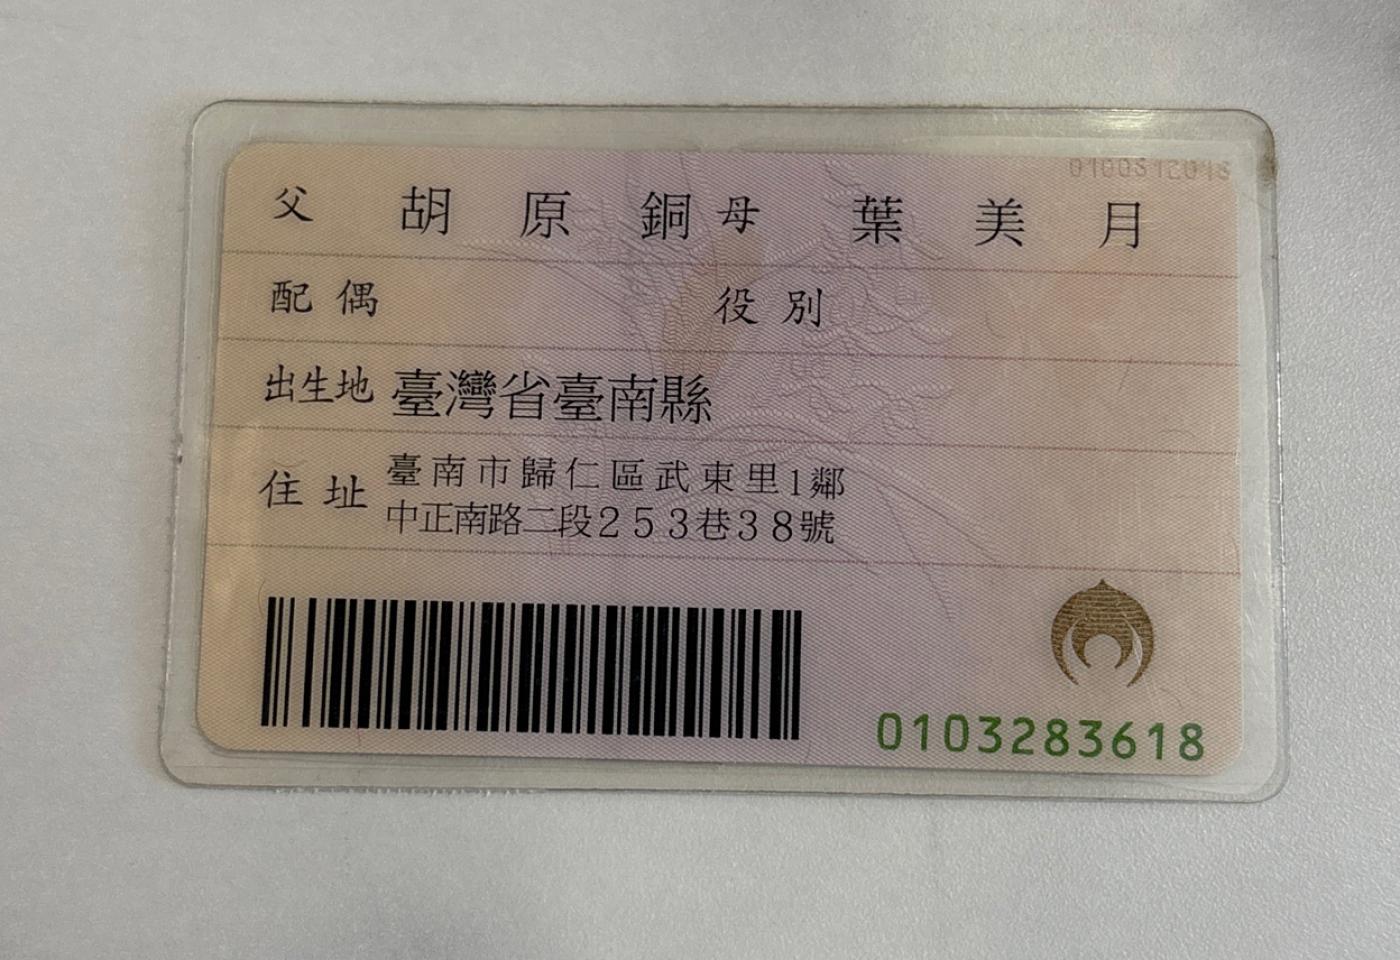 父 胡原銅 母 葉美月
配偶 役別
出生地 臺灣省臺南縣
住址 臺南市歸仁區武東里1鄰
中正南路二段253巷38號
0103283618